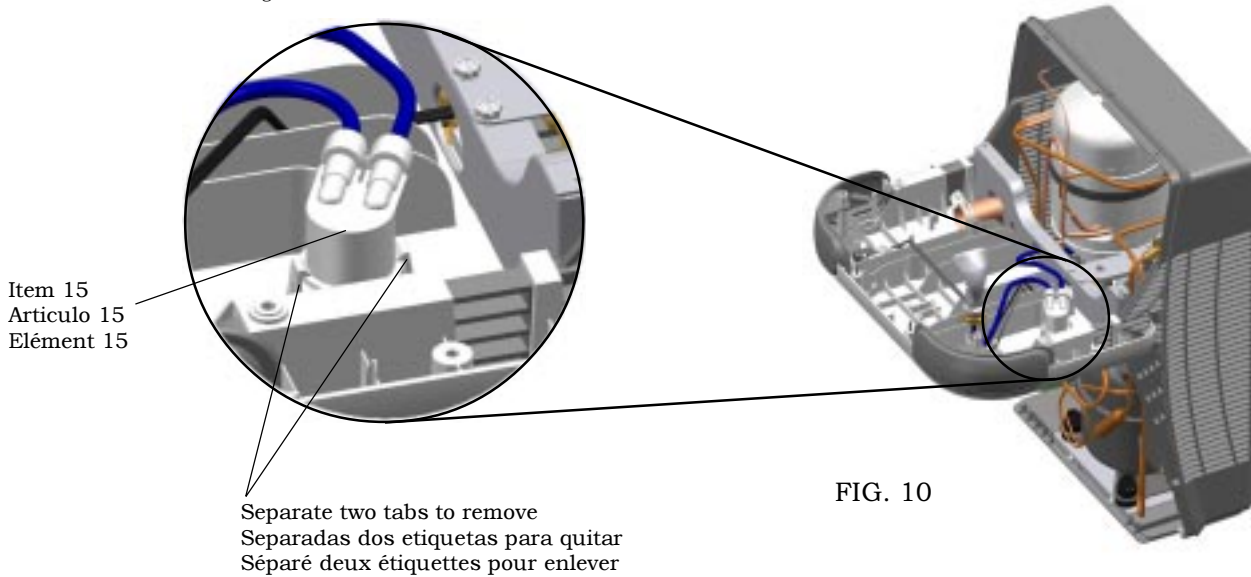 Item 15
Articulo 15
Elément 15
Separate two tabs to remove
Separadas dos etiquetas para quitar
Séparé deux étiquettes pour enlever
FIG. 10